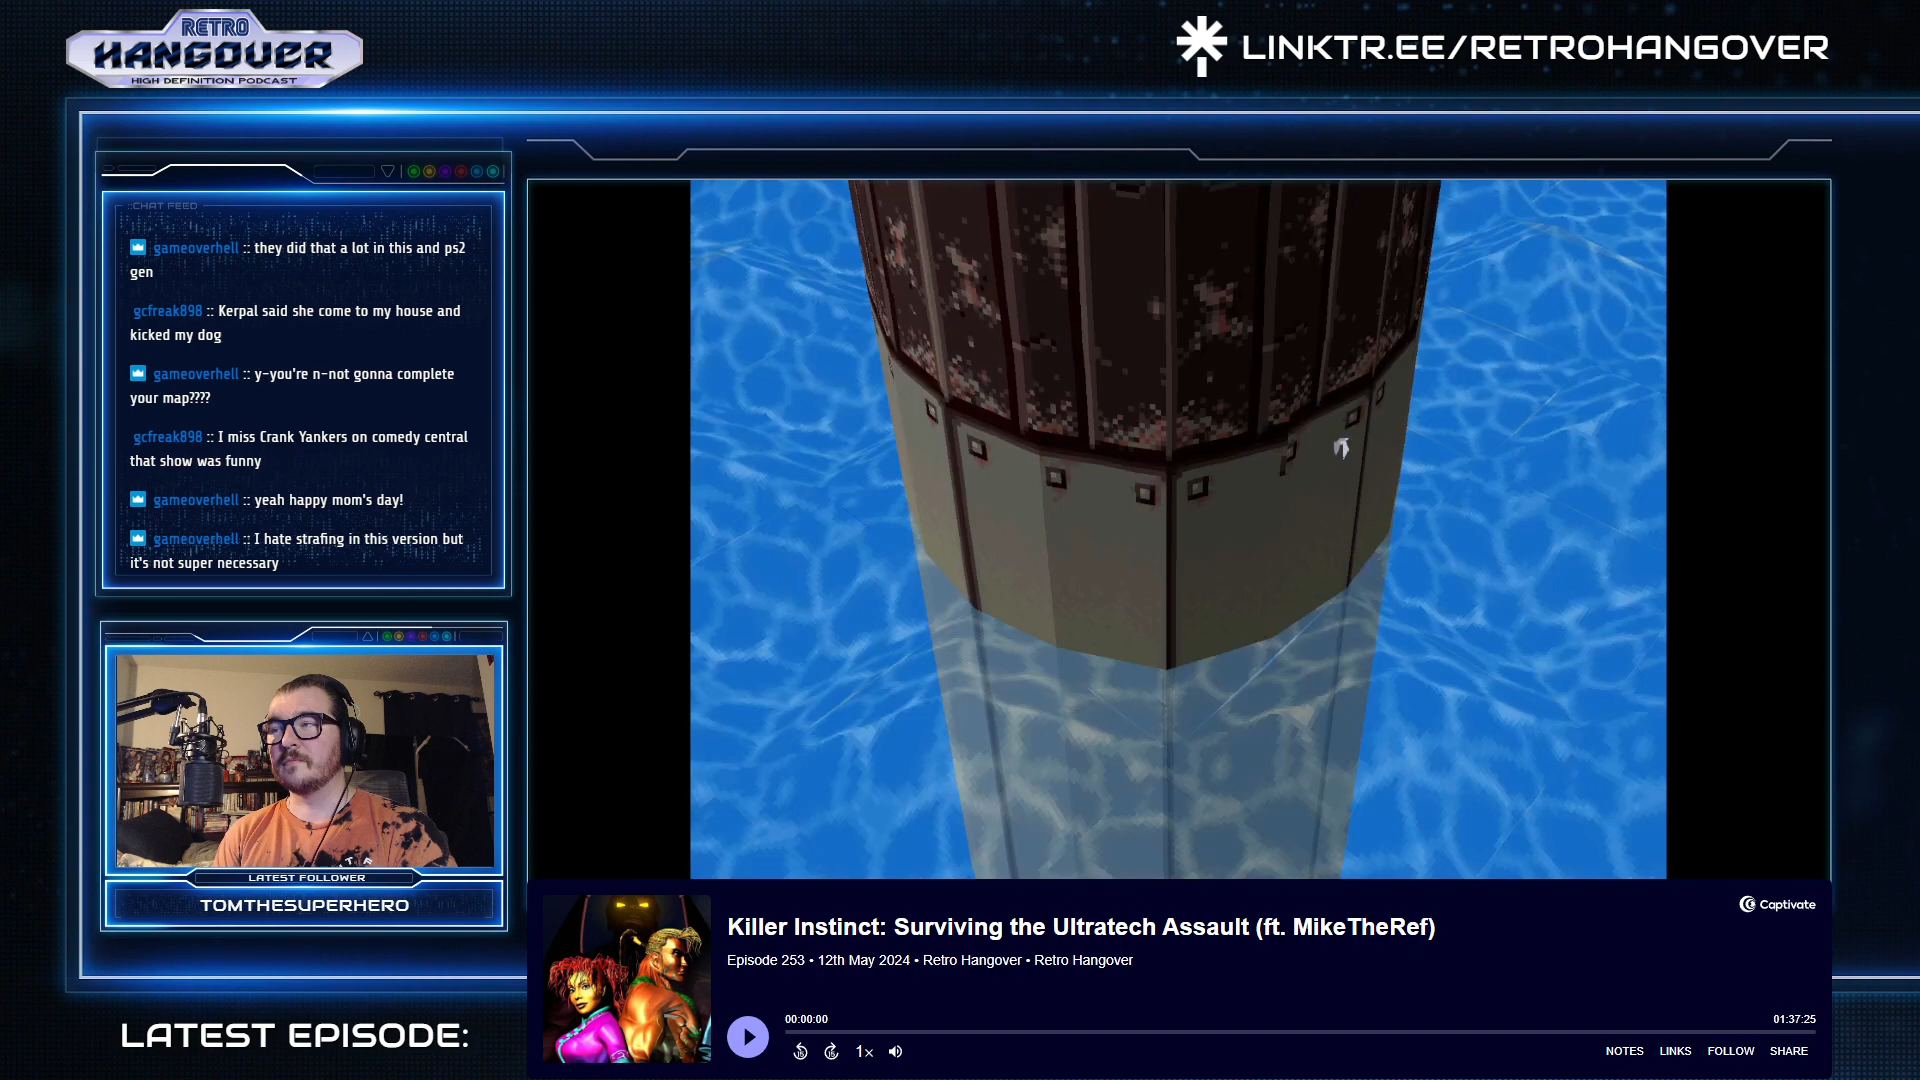 RETRO
HANGOVER
HIGH DEFINITION PODCAST
LINKTR.EE/RETROHANGOVER
::CHAT FEED
gameoverhell :: they did that a lot in this and ps2
gen
gcfreak898 :: Kerpal said she come to my house and
kicked my dog
gameoverhell :: y-you're n-not gonna complete
your map????
gcfreak898 :: I miss Crank Yankers on comedy central
that show was funny
gameoverhell :: yeah happy mom's day!
gameoverhell :: I hate strafing in this version but
it's not super necessary
LATEST FOLLOWER
TOMTHESUPERHERO
LATEST EPISODE:
Captivate
Killer Instinct: Surviving the Ultratech Assault (ft. MikeTheRef)
Episode 253 • 12th May 2024 • Retro Hangover • Retro Hangover
00:00:00
01:37:25
15
15
1×
NOTES LINKS FOLLOW SHARE